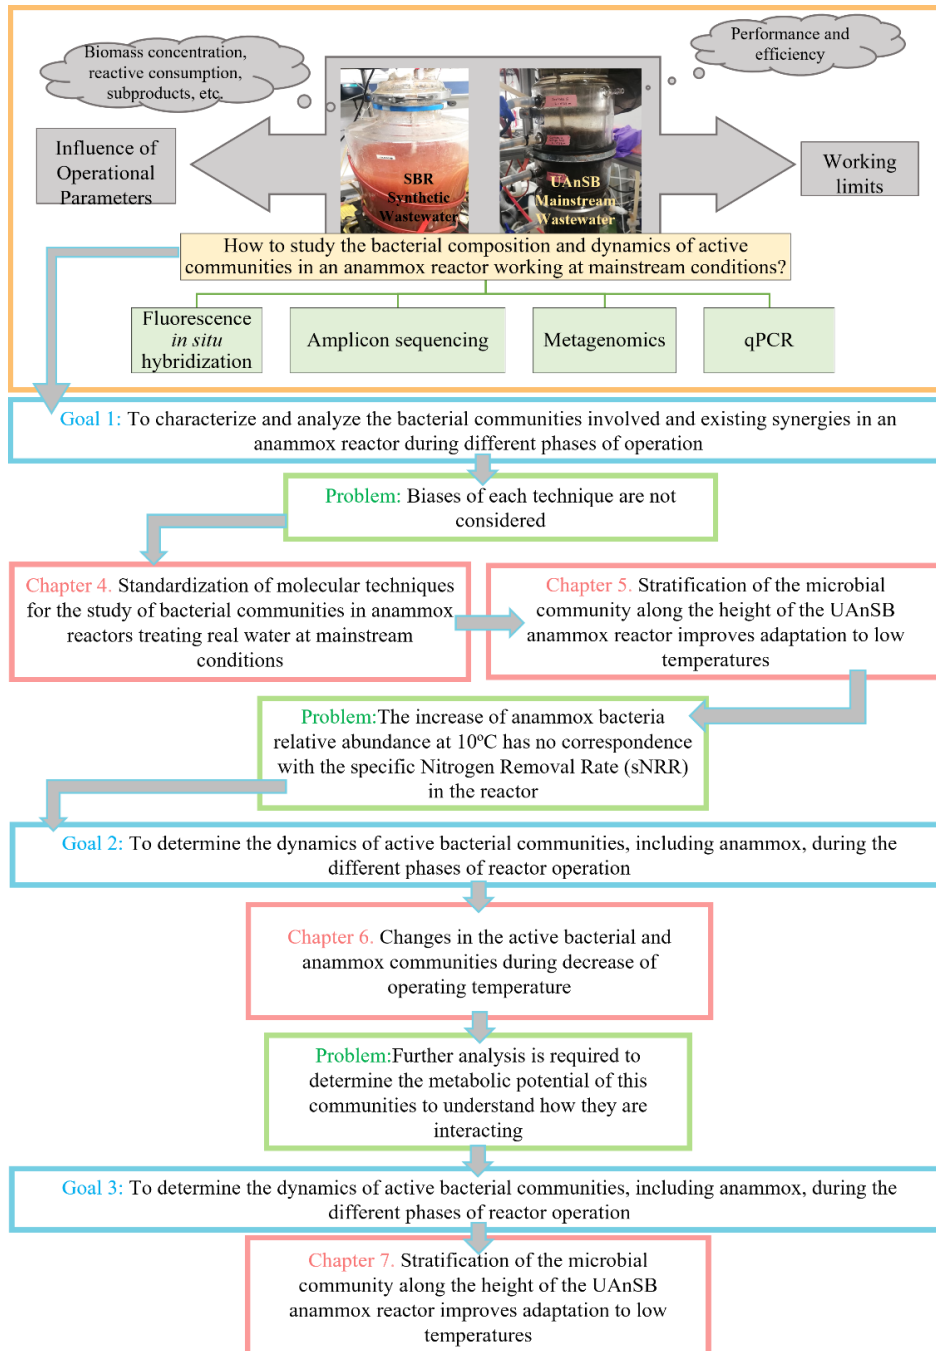 Biomass concentration,
reactive consumption,
subproducts, etc.
Performance and
efficiency
Influence of
Operational
Parameters
SBR
Synthetic
Wastewater
UAnSB
Mainstream
Wastewater
Working
limits
How to study the bacterial composition and dynamics of active
communities in an anammox reactor working at mainstream conditions?
Fluorescence
in situ
hybridization
Amplicon sequencing
Metagenomics
qPCR
Goal 1: To characterize and analyze the bacterial communities involved and existing synergies in an
anammox reactor during different phases of operation
Problem: Biases of each technique are not
considered
Chapter 4. Standardization of molecular techniques
for the study of bacterial communities in anammox
reactors treating real water at mainstream
conditions
Chapter 5. Stratification of the microbial
community along the height of the UAnSB
anammox reactor improves adaptation to low
temperatures
Problem:The increase of anammox bacteria
relative abundance at 10ºC has no correspondence
with the specific Nitrogen Removal Rate (sNRR)
in the reactor
Goal 2: To determine the dynamics of active bacterial communities, including anammox, during the
different phases of reactor operation
Chapter 6. Changes in the active bacterial and
anammox communities during decrease of
operating temperature
Problem:Further analysis is required to
determine the metabolic potential of this
communities to understand how they are
interacting
Goal 3: To determine the dynamics of active bacterial communities, including anammox, during the
different phases of reactor operation
Chapter 7. Stratification of the microbial
community along the height of the UAnSB
anammox reactor improves adaptation to low
temperatures